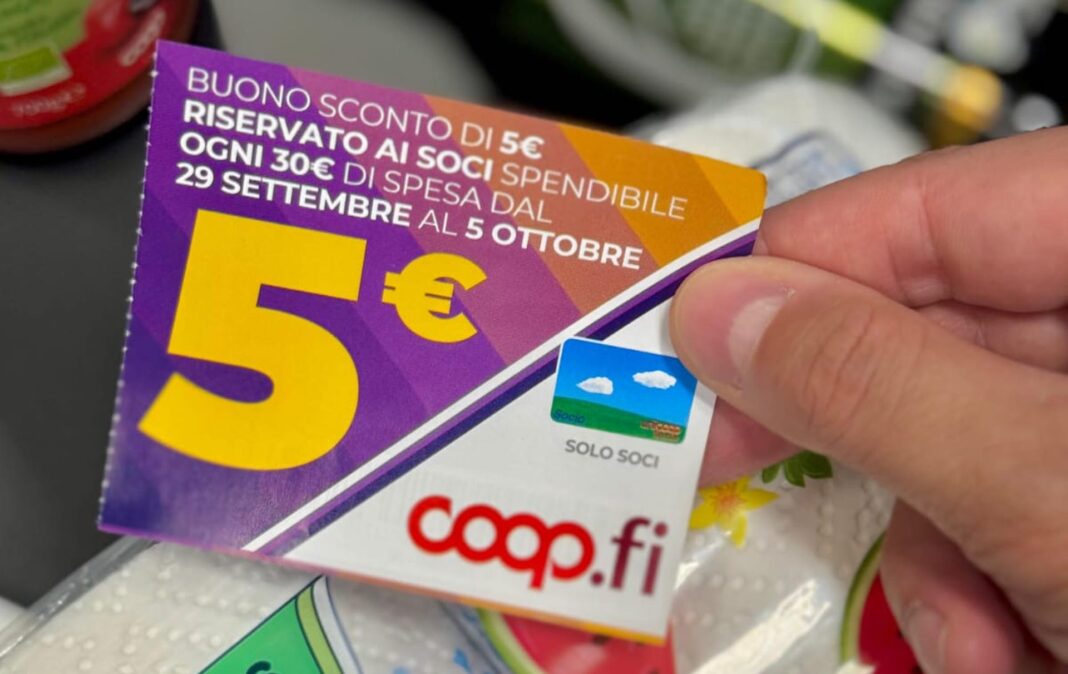 BUONO SCONTO DI 5€
RISERVATO AI SOCI SPENDIBILE
OGNI 30€ DI SPESA DAL
29 SETTEMBRE AL 5 OTTOBRE
5€
Socio
SOLO SOCI
coop.fi